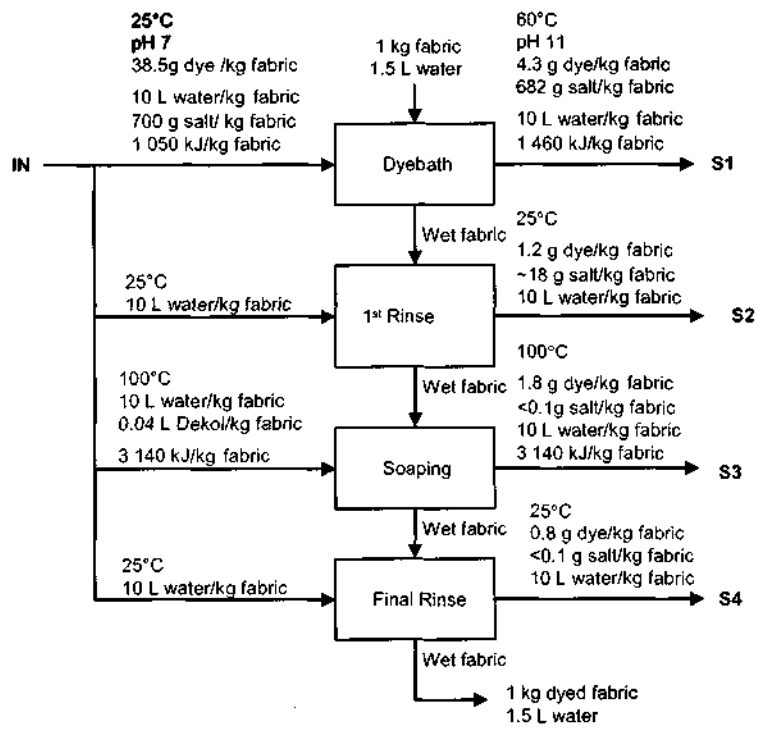 25°C
pH 7
38.5g dye /kg fabric
10 L water/kg fabric
700 g salt/ kg fabric
1 050 kJ/kg fabric
1 kg fabric
1.5 L water
60°C
pH 11
4.3 g dye/kg fabric
682 g salt/kg fabric
10 L water/kg fabric
1 460 kJ/kg fabric
IN
Dyebath
S1
Wet fabric
25°C
10 L water/kg fabric
1st Rinse
25°C
1.2 g dye/kg fabric
~18 g salt/kg fabric
10 L water/kg fabric
S2
Wet fabric
100°C
10 L water/kg fabric
0.04 L Dekol/kg fabric
3 140 kJ/kg fabric
Soaping
100°C
1.8 g dye/kg fabric
<0.1g salt/kg fabric
10 L water/kg fabric
3 140 kJ/kg fabric
S3
Wet fabric
25°C
10 L water/kg fabric
Final Rinse
25°C
0.8 g dye/kg fabric
<0.1 g salt/kg fabric
10 L water/kg fabric
S4
Wet fabric
1 kg dyed fabric
1.5 L water